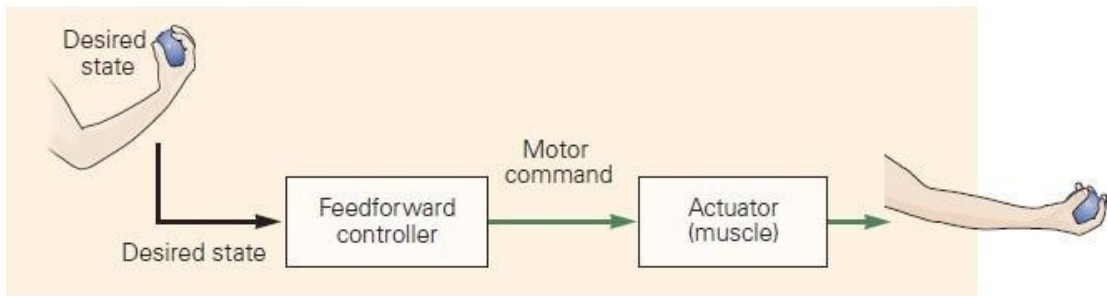 Desired
state
Desired state
Feedforward
controller
Motor
command
Actuator
(muscle)